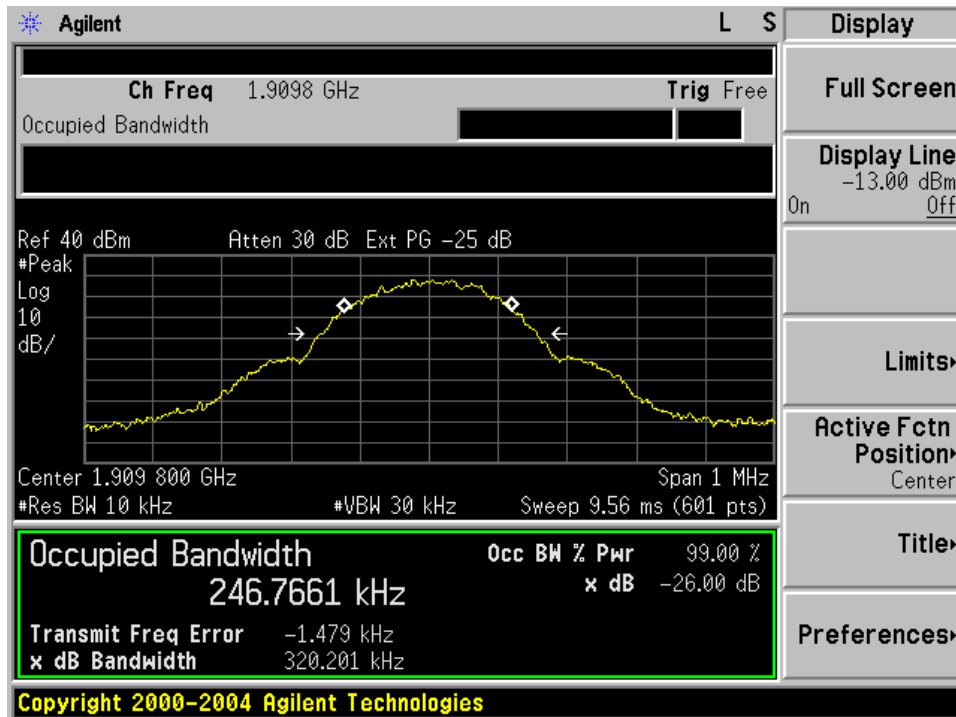 Agilent L S
Display
Ch Freq 1.9098 GHz Trig Free
Occupied Bandwidth
Full Screen
Display Line
-13.00 dBm
On Off
Ref 40 dBm Atten 30 dB Ext PG -25 dB
#Peak
Log
10
dB/
Limits
Active Fctn
Position
Center
Center 1.909 800 GHz Span 1 MHz
#Res BW 10 kHz #VBW 30 kHz Sweep 9.56 ms (601 pts)
Occupied Bandwidth
246.7661 kHz
Occ BW % Pwr 99.00 %
x dB -26.00 dB
Transmit Freq Error -1.479 kHz
x dB Bandwidth 320.201 kHz
Title
Preferences
Copyright 2000-2004 Agilent Technologies